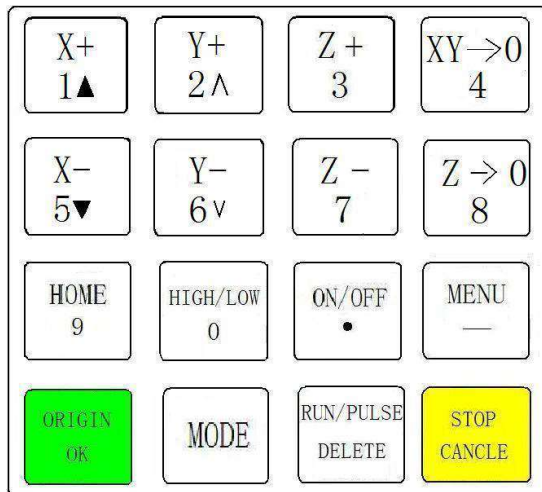 X+ Y+ Z + XY→0
1▲ 2∧ 3 4
X− Y− Z − Z → 0
5▼ 6∨ 7 8
HOME HIGH/LOW ON/OFF MENU
9 0 • —
ORIGIN MODE RUN/PULSE STOP
OK DELETE CANCLE